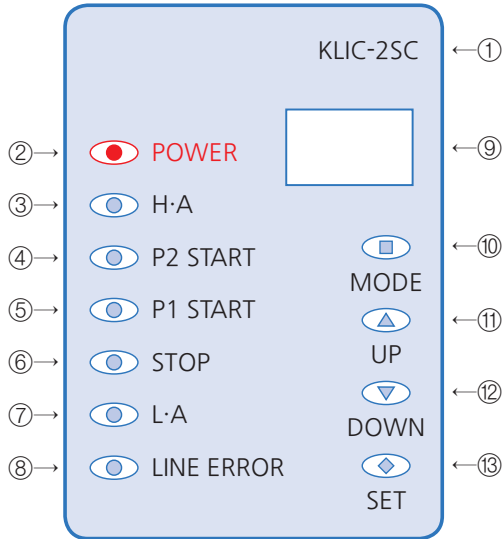 KLIC-2SC ←①
②→ POWER ←⑨
③→ H·A
④→ P2 START ←⑩
MODE
⑤→ P1 START ←⑪
UP
⑥→ STOP
⑦→ L·A ←⑫
DOWN
⑧→ LINE ERROR ←⑬
SET